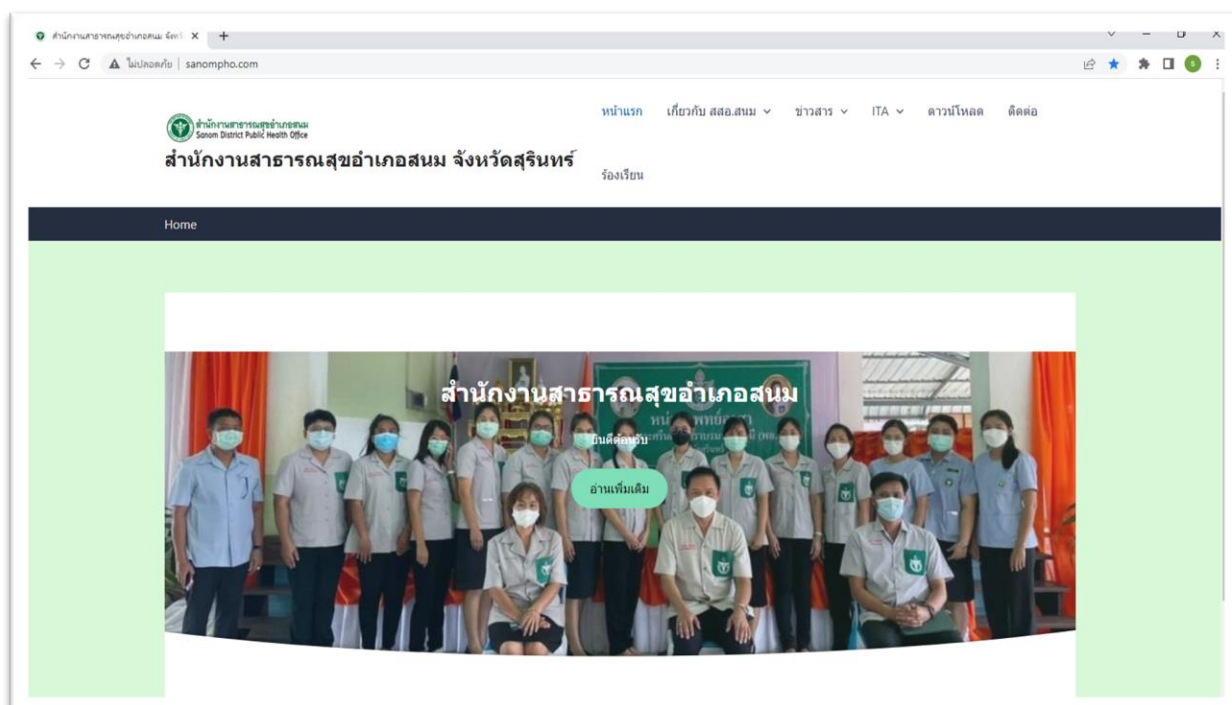 สำนักงานสาธารณสุขอำเภอสนม จังหวั
ไม่ปลอดภัย | sanompho.com
S
สำนักงานสาธารณสุขอำเภอสนม
Sanom District Public Health Office
สำนักงานสาธารณสุขอำเภอสนม จังหวัดสุรินทร์
หน้าแรก เกี่ยวกับ สสอ.สนม ข่าวสาร ITA ดาวน์โหลด ติดต่อ
ร้องเรียน
Home
สำนักงานสาธารณสุขอำเภอสนม
ยินดีต้อนรับ
อ่านเพิ่มเติม